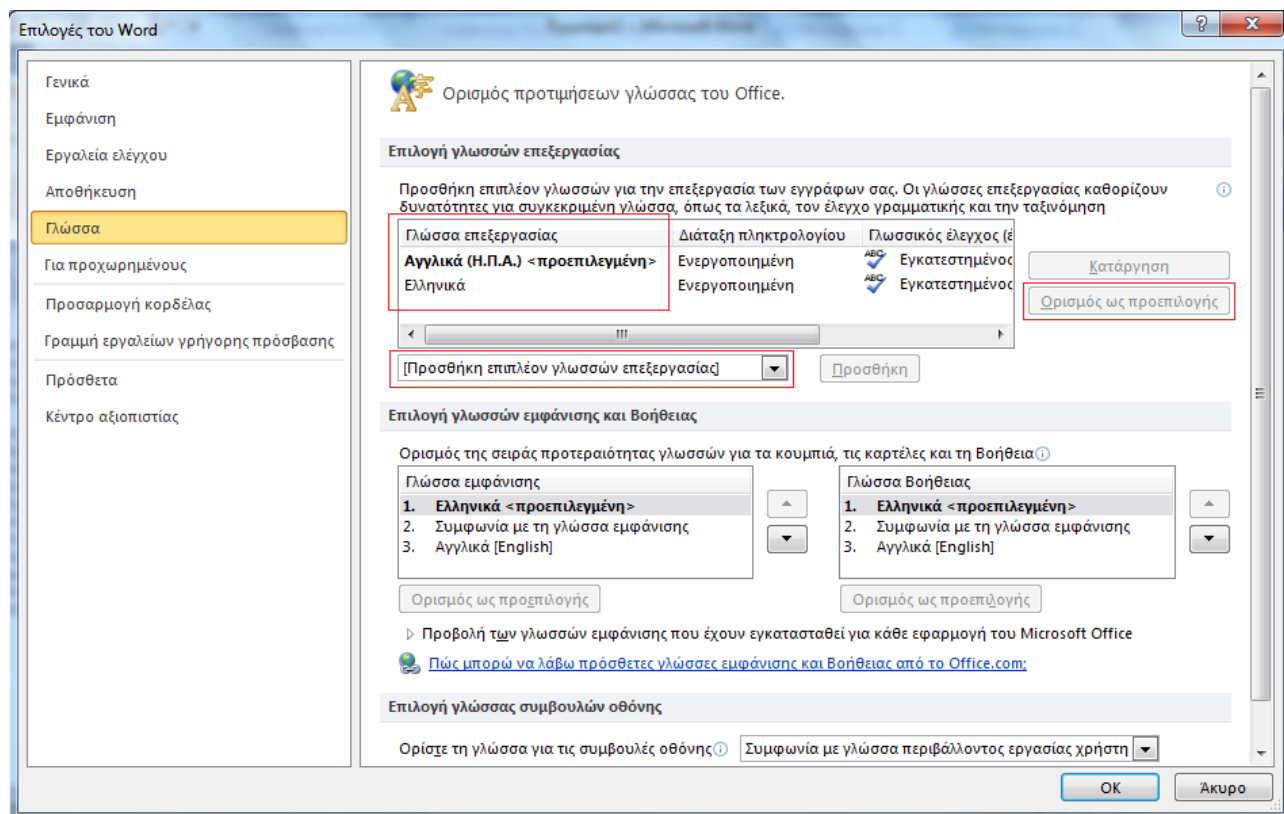 Επιλογές του Word
Γενικά
Εμφάνιση
Εργαλεία ελέγχου
Αποθήκευση
Γλώσσα
Για προχωρημένους
Προσαρμογή κορδέλας
Γραμμή εργαλείων γρήγορης πρόσβασης
Πρόσθετα
Κέντρο αξιοπιστίας
Ορισμός προτιμήσεων γλώσσας του Office.
Επιλογή γλωσσών επεξεργασίας
Προσθήκη επιπλέον γλωσσών για την επεξεργασία των εγγράφων σας. Οι γλώσσες επεξεργασίας καθορίζουν
δυνατότητες για συγκεκριμένη γλώσσα, όπως τα λεξικά, τον έλεγχο γραμματικής και την ταξινόμηση
Γλώσσα επεξεργασίας Διάταξη πληκτρολογίου Γλωσσικός έλεγχος (έ
Αγγλικά (Η.Π.Α.) <προεπιλεγμένη> Ενεργοποιημένη ABC Εγκατεστημένος
Ελληνικά Ενεργοποιημένη ABC Εγκατεστημένος
Κατάργηση
Ορισμός ως προεπιλογής
[Προσθήκη επιπλέον γλωσσών επεξεργασίας] Προσθήκη
Επιλογή γλωσσών εμφάνισης και Βοήθειας
Ορισμός της σειράς προτεραιότητας γλωσσών για τα κουμπιά, τις καρτέλες και τη Βοήθεια
Γλώσσα εμφάνισης
1. Ελληνικά <προεπιλεγμένη>
2. Συμφωνία με τη γλώσσα εμφάνισης
3. Αγγλικά [English]
Ορισμός ως προεπιλογής
Γλώσσα Βοήθειας
1. Ελληνικά <προεπιλεγμένη>
2. Συμφωνία με τη γλώσσα εμφάνισης
3. Αγγλικά [English]
Ορισμός ως προεπιλογής
Προβολή των γλωσσών εμφάνισης που έχουν εγκατασταθεί για κάθε εφαρμογή του Microsoft Office
Πώς μπορώ να λάβω πρόσθετες γλώσσες εμφάνισης και Βοήθειας από το Office.com;
Επιλογή γλώσσας συμβουλών οθόνης
Ορίστε τη γλώσσα για τις συμβουλές οθόνης Συμφωνία με γλώσσα περιβάλλοντος εργασίας χρήστη
OK Άκυρο